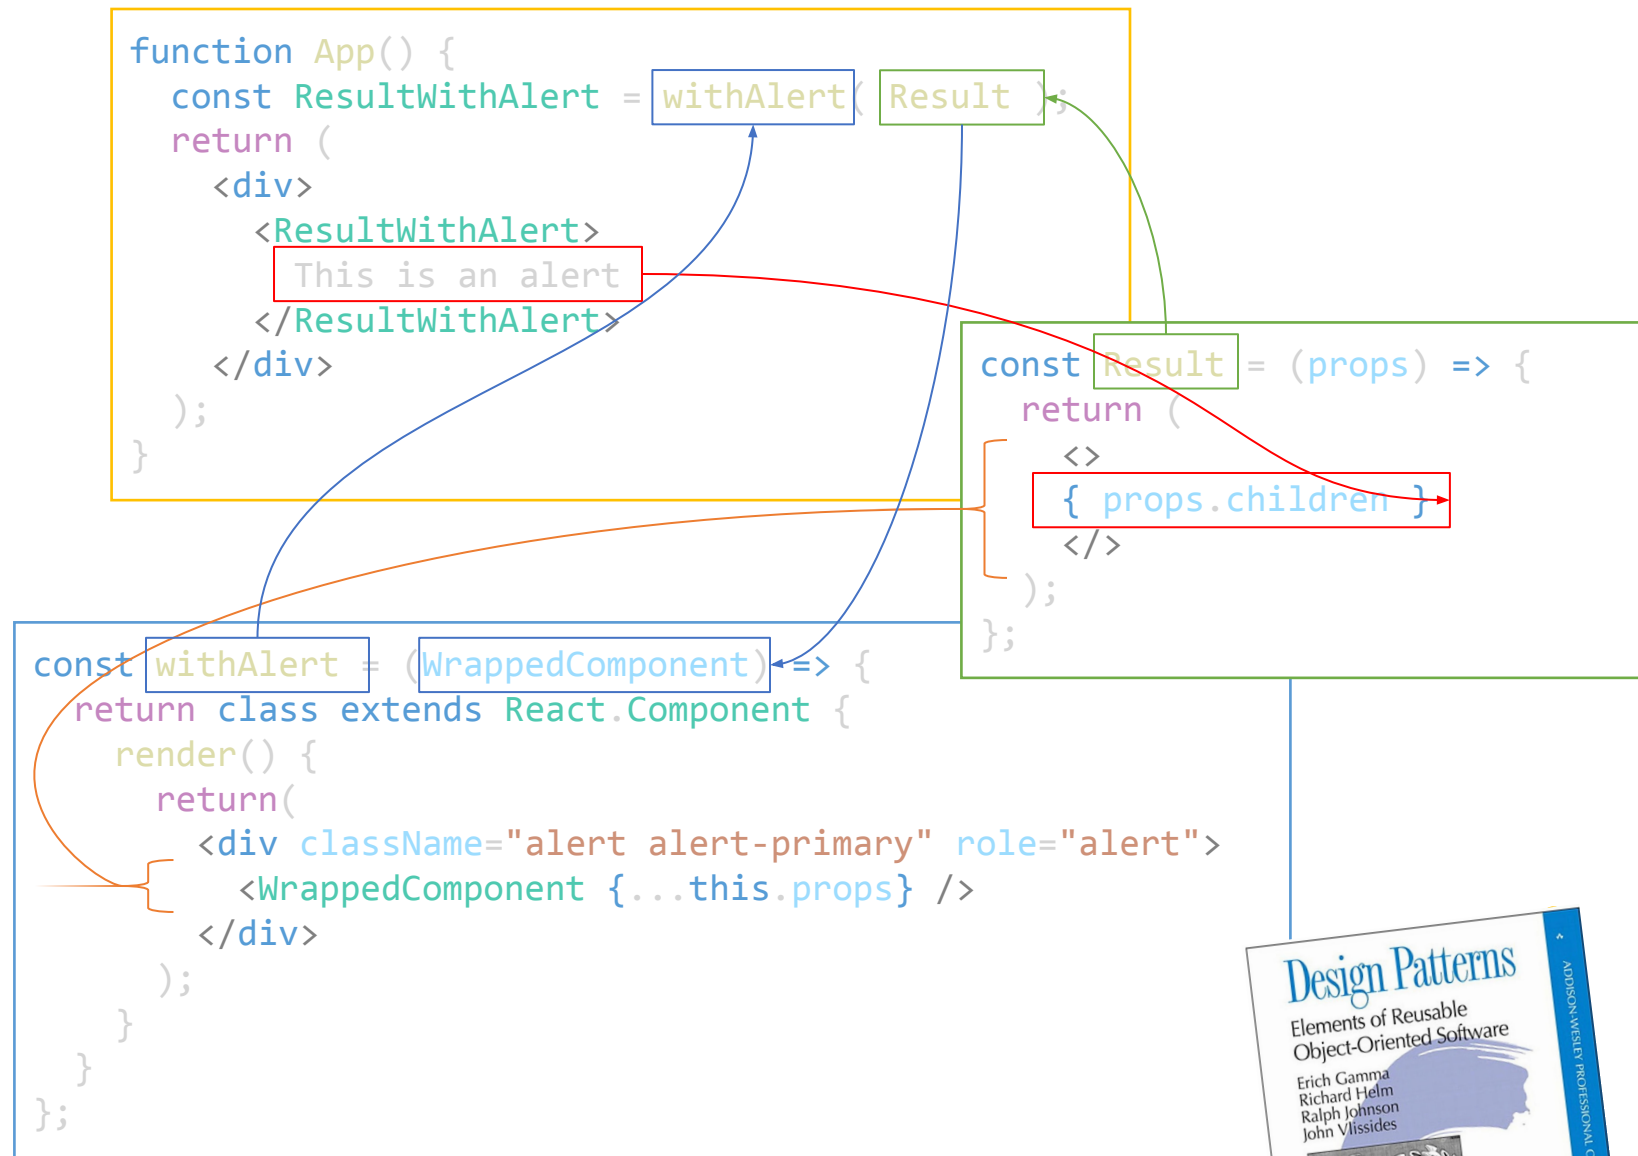 function App() {
const ResultWithAlert = withAlert( Result );
return (
<div>
<ResultWithAlert>
This is an alert
</ResultWithAlert>
</div>
);
}
const Result = (props) => {
return (
<>
{ props.children }
</>
);
};
const withAlert = (WrappedComponent) => {
return class extends React.Component {
render() {
return(
<div className="alert alert-primary" role="alert">
<WrappedComponent {...this.props} />
</div>
);
}
}
};
Design Patterns
Elements of Reusable
Object-Oriented Software
Erich Gamma
Richard Helm
Ralph Johnson
John Vlissides
ADDISON-WESLEY PROFESSIONAL